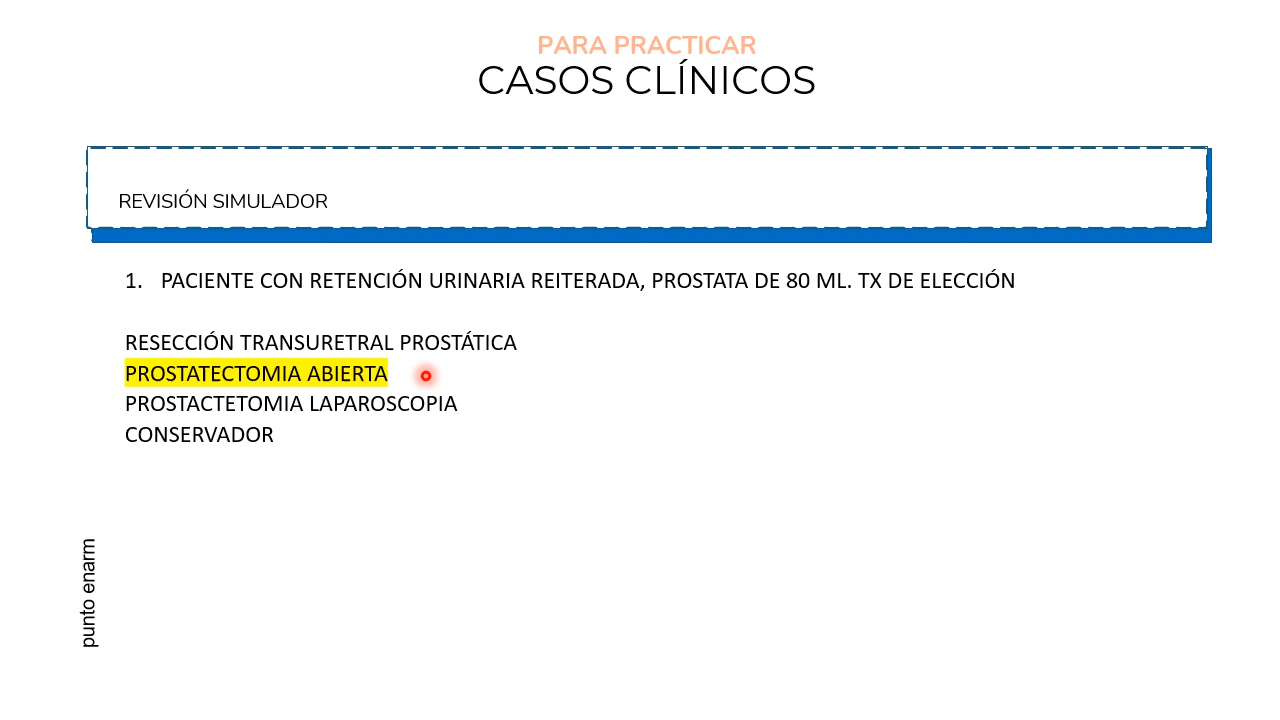 PARA PRACTICAR
CASOS CLÍNICOS
REVISIÓN SIMULADOR
1. PACIENTE CON RETENCIÓN URINARIA REITERADA, PROSTATA DE 80 ML. TX DE ELECCIÓN
RESECCIÓN TRANSURETRAL PROSTÁTICA
PROSTATECTOMIA ABIERTA
PROSTACTETOMIA LAPAROSCOPIA
CONSERVADOR
punto enarm